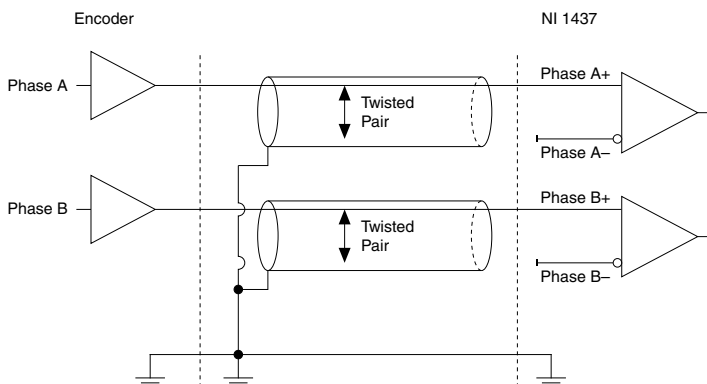 Encoder
NI 1437
Phase A
Phase A+
Twisted
Pair
Phase A–
Phase B
Phase B+
Twisted
Pair
Phase B–